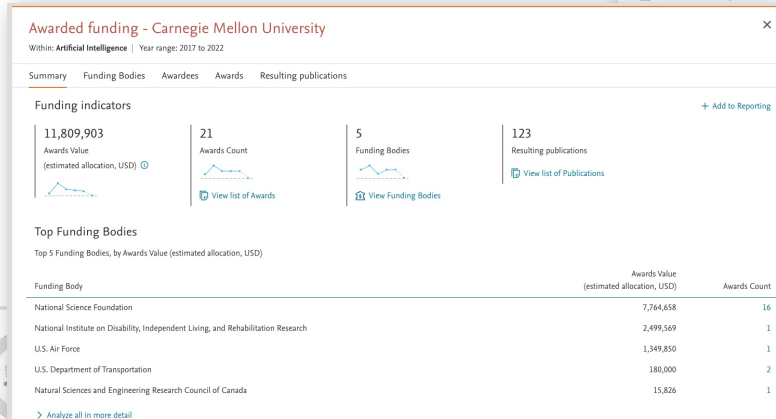 Awarded funding - Carnegie Mellon University
Within: Artificial Intelligence | Year range: 2017 to 2022
Summary Funding Bodies Awardees Awards Resulting publications
Funding indicators
+ Add to Reporting
11,809,903
Awards Value
(estimated allocation, USD)
21
Awards Count
View list of Awards
5
Funding Bodies
View Funding Bodies
123
Resulting publications
View list of Publications
Top Funding Bodies
Top 5 Funding Bodies, by Awards Value (estimated allocation, USD)
Funding Body Awards Value (estimated allocation, USD) Awards Count
National Science Foundation 7,764,658 16
National Institute on Disability, Independent Living, and Rehabilitation Research 2,499,569 1
U.S. Air Force 1,349,850 1
U.S. Department of Transportation 180,000 2
Natural Sciences and Engineering Research Council of Canada 15,826 1
> Analyze all in more detail